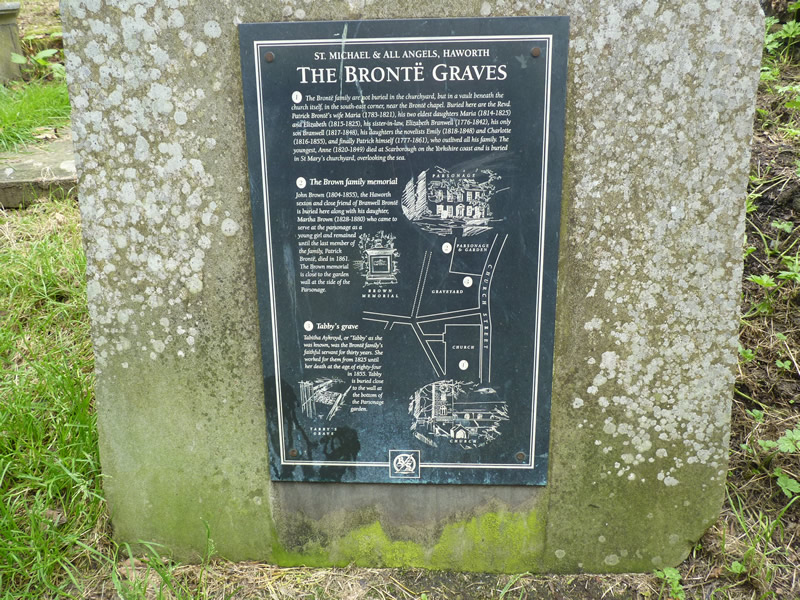 ST. MICHAEL & ALL ANGELS, HAWORTH
THE BRONTË GRAVES
1 The Brontë family are not buried in the churchyard, but in a vault beneath the
church itself, in the south-east corner, near the Brontë chapel. Buried here are the Revd.
Patrick Brontë's wife Maria (1783-1821), his two eldest daughters Maria (1814-1825)
and Elizabeth (1815-1825), his sister-in-law, Elizabeth Branwell (1776-1842), his only
son Branwell (1817-1848), his daughters the novelists Emily (1818-1848) and Charlotte
(1816-1855), and finally Patrick himself (1777-1861), who outlived all his family. The
youngest, Anne (1820-1849) died at Scarborough on the Yorkshire coast and is buried
in St Mary's churchyard, overlooking the sea.
2 The Brown family memorial
John Brown (1804-1855), the Haworth
sexton and close friend of Branwell Brontë
is buried here along with his daughter,
Martha Brown (1828-1880) who came to
serve at the parsonage as a
young girl and remained
until the last member of
the family, Patrick
Brontë, died in 1861.
The Brown memorial
is close to the garden
wall at the side of the
Parsonage.
PARSONAGE
BROWN
MEMORIAL
PARSONAGE
& GARDEN
2
GRAVEYARD
CHURCH STREET
CHURCH
1
Tabby's grave
Tabitha Aykroyd, or 'Tabby' as she
was known, was the Brontë family's
faithful servant for thirty years. She
worked for them from 1825 until
her death at the age of eighty-four
in 1855. Tabby
is buried close
to the wall at
the bottom of
the Parsonage
garden.
TABBY'S
GRAVE
CHURCH